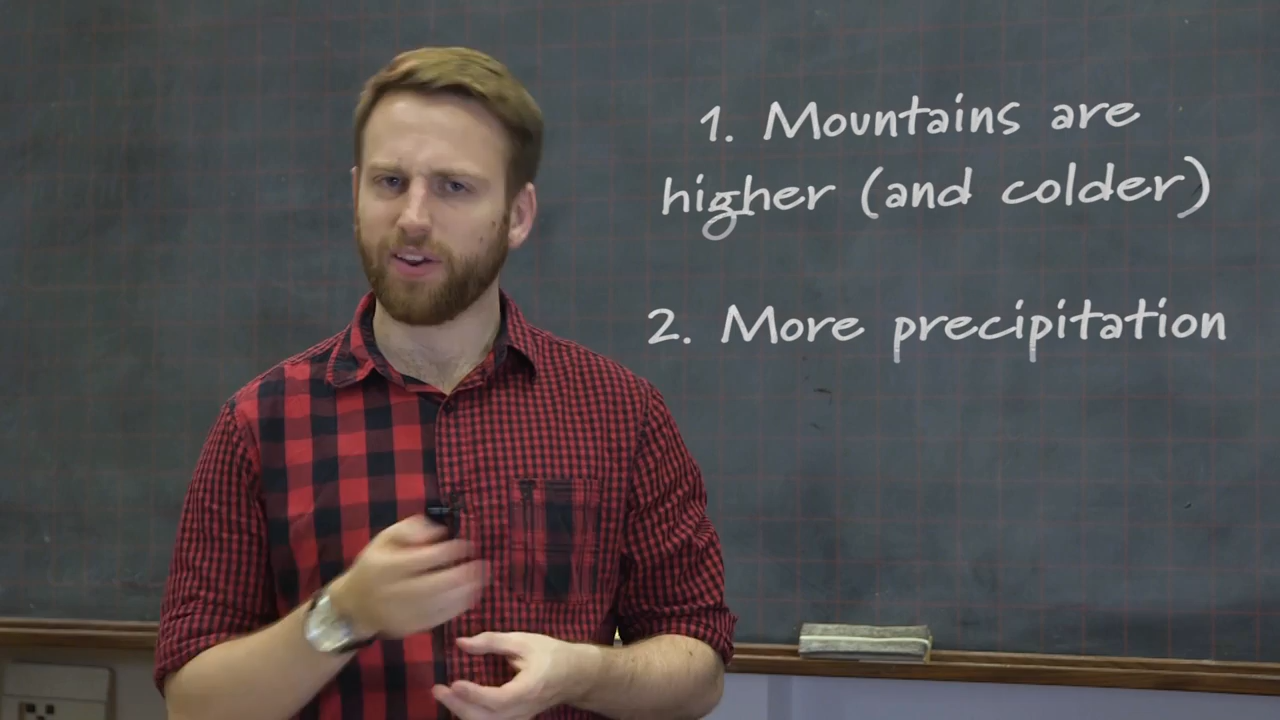 1. Mountains are
higher (and colder)
2. More precipitation